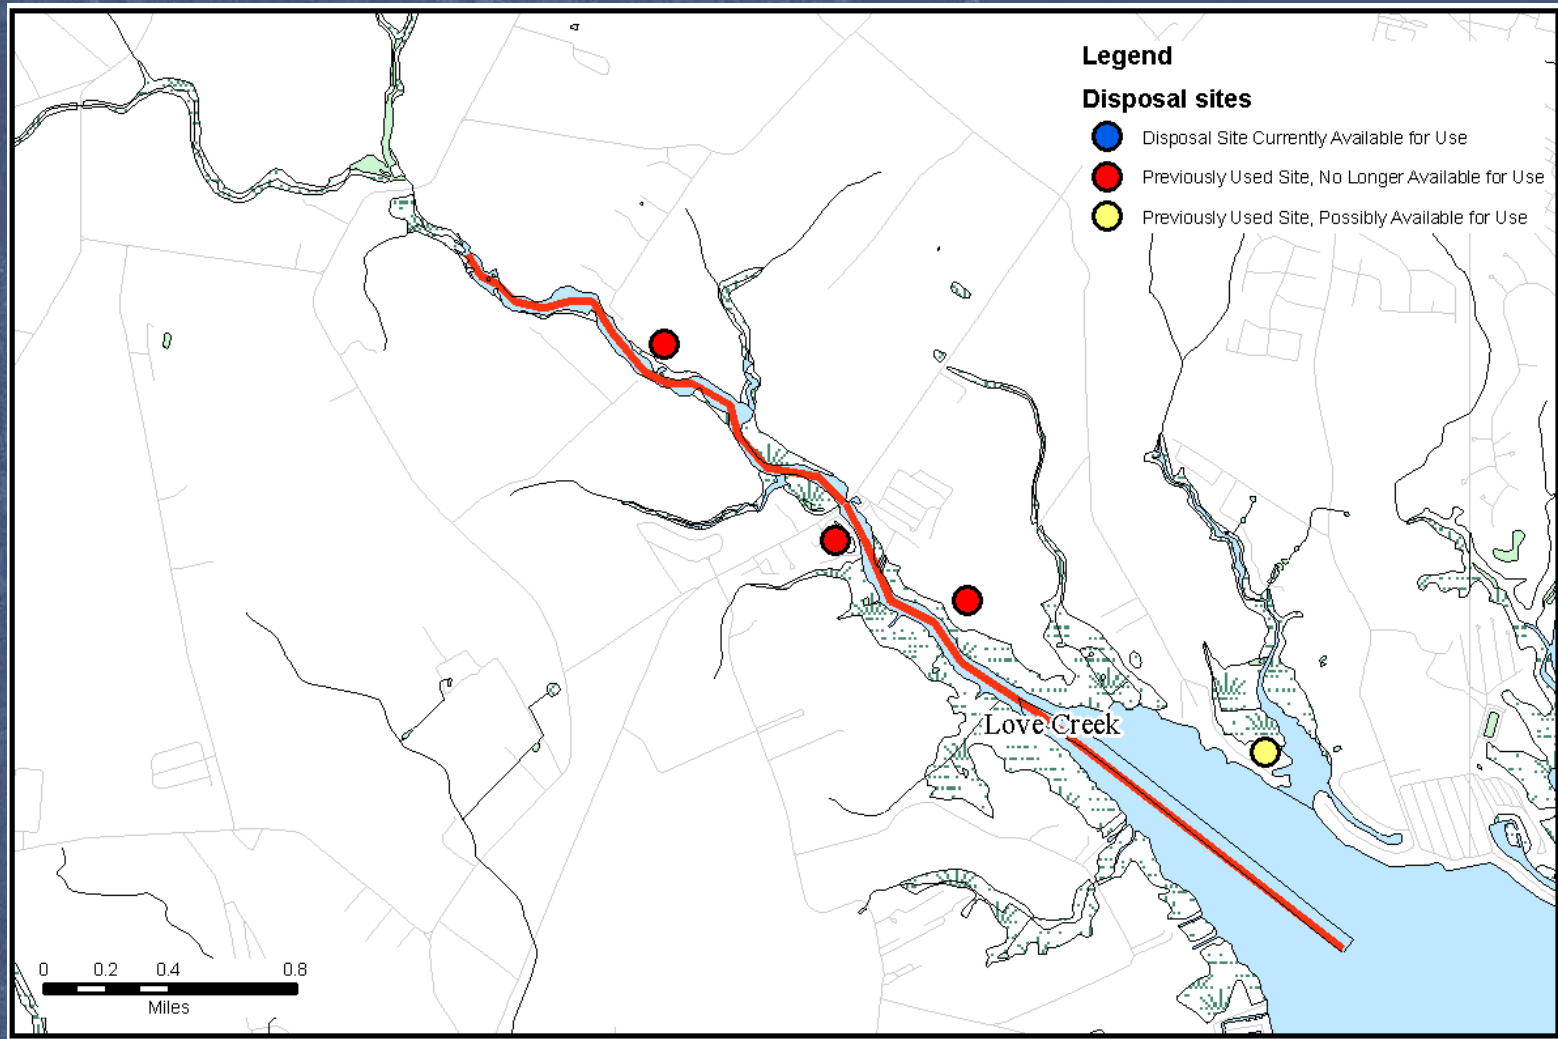 Legend
Disposal sites
Disposal Site Currently Available for Use
Previously Used Site, No Longer Available for Use
Previously Used Site, Possibly Available for Use
Love Creek
0 0.2 0.4 0.8
Miles